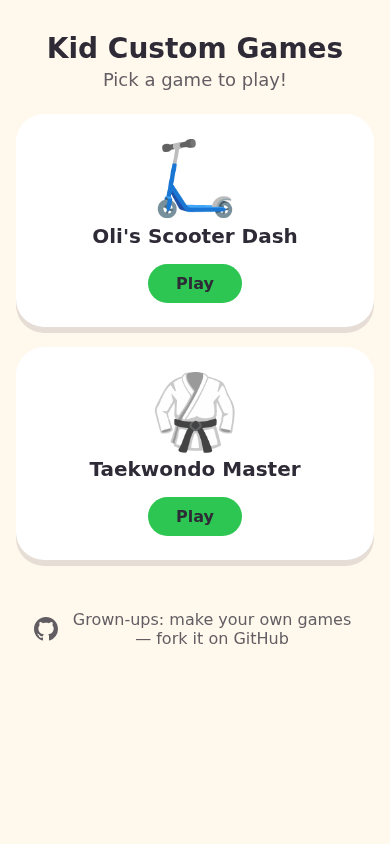 Kid Custom Games
Pick a game to play!
Oli's Scooter Dash
Play
Taekwondo Master
Play
Grown-ups: make your own games
— fork it on GitHub